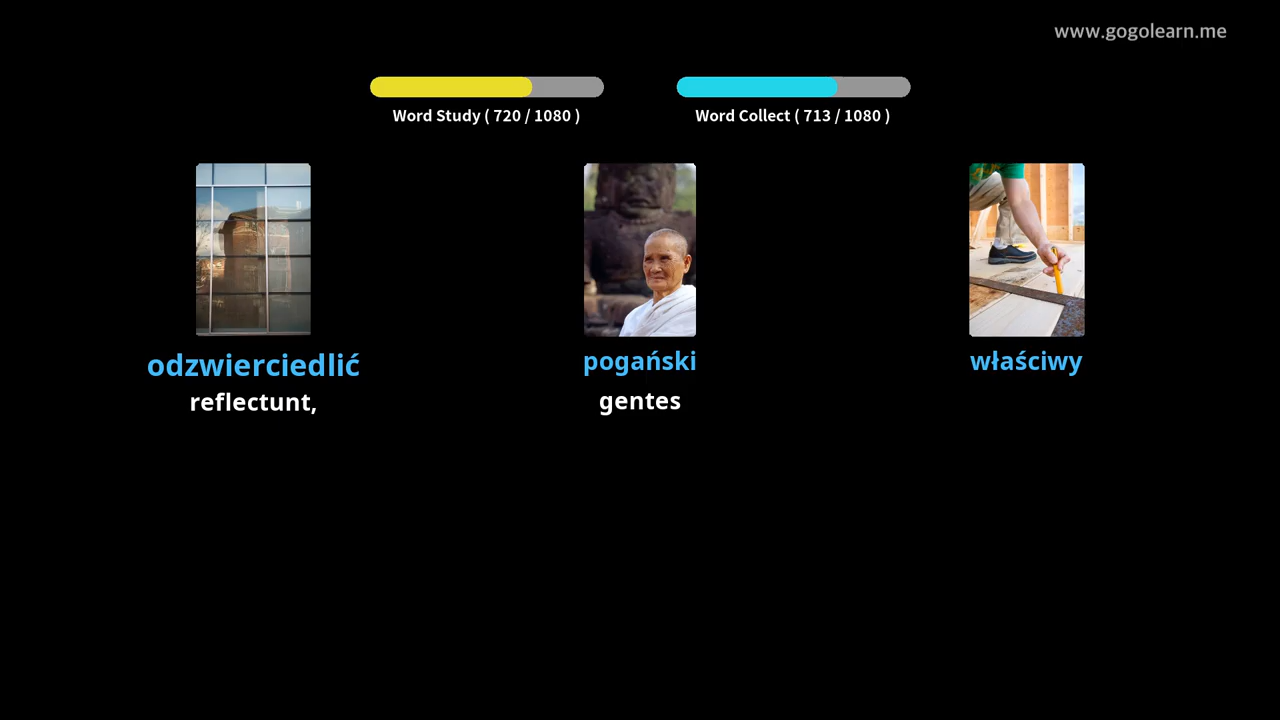 www.gogolearn.me
Word Study ( 720 / 1080 )
Word Collect ( 713 / 1080 )
odzwierciedlić
reflectunt,
pogański
gentes
właściwy